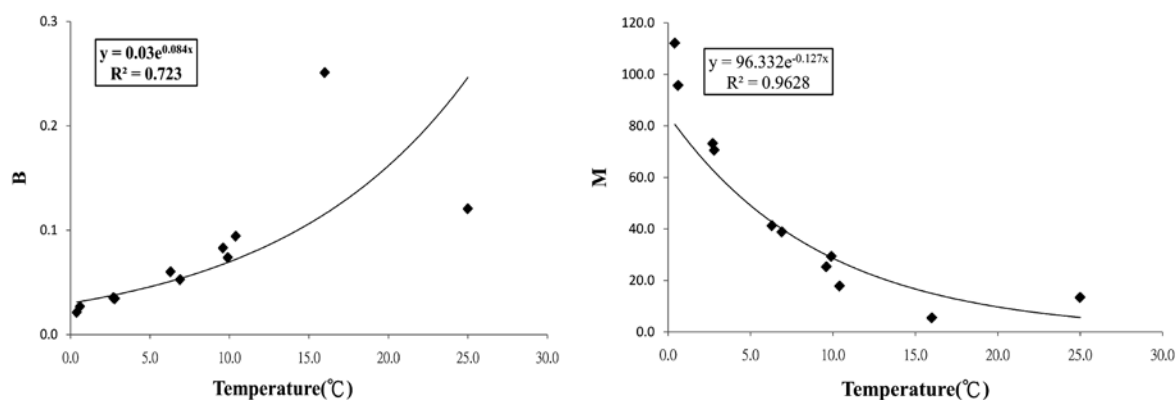 0.3
y = 0.03e^0.084x
R² = 0.723
0.2
B
0.1
0.0
0.0 5.0 10.0 15.0 20.0 25.0 30.0
Temperature(℃)
120.0
y = 96.332e^-0.127x
R² = 0.9628
100.0
80.0
M
60.0
40.0
20.0
0.0
0.0 5.0 10.0 15.0 20.0 25.0 30.0
Temperature(℃)